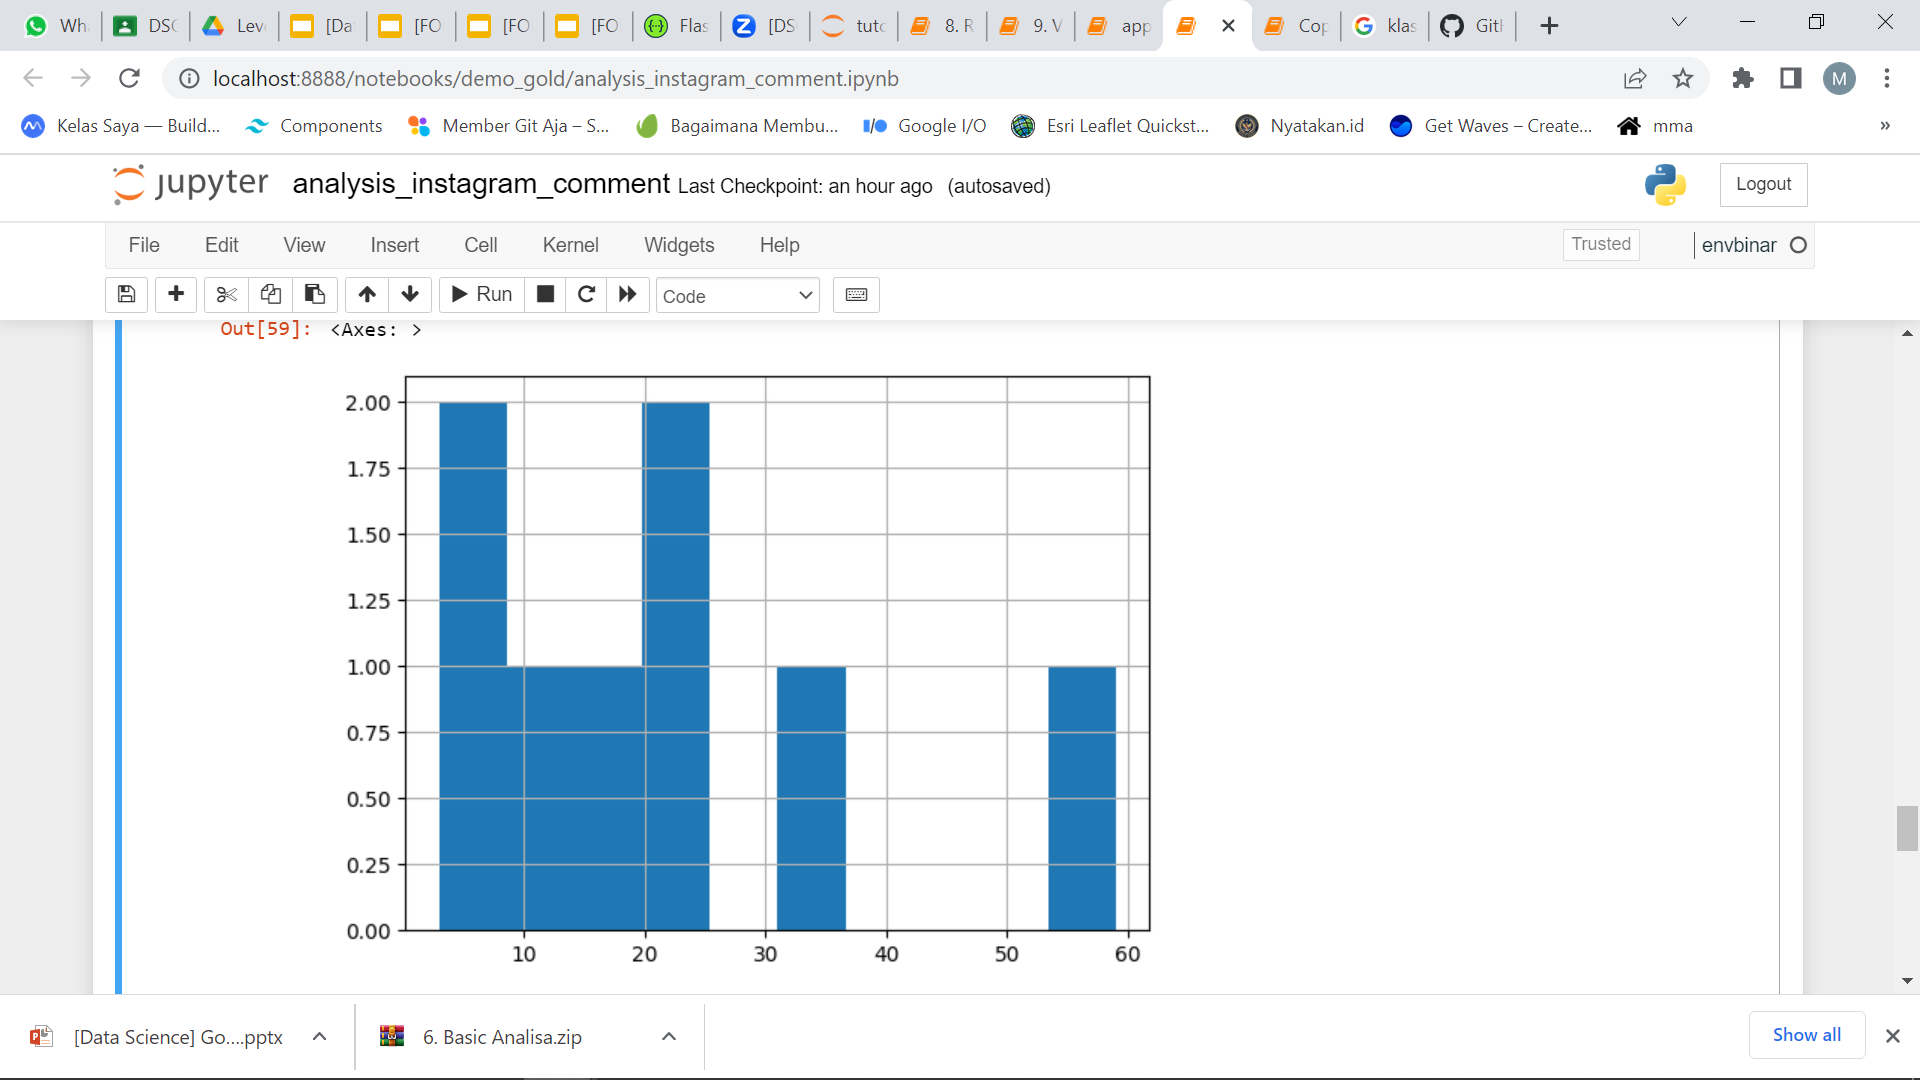 Wh
DSC
Lev
[Da
[FO
[FO
[FO
Flas
[DS
tuto
8. R
9. V
app
Cop
klas
Gitl
localhost:8888/notebooks/demo_gold/analysis_instagram_comment.ipynb
M
Kelas Saya — Build...
Components
Member Git Aja – S...
Bagaimana Membu...
Google I/O
Esri Leaflet Quickst...
Nyatakan.id
Get Waves – Create...
mma
»
jupyter analysis_instagram_comment Last Checkpoint: an hour ago (autosaved)
Logout
File Edit View Insert Cell Kernel Widgets Help
Trusted
envbinar
Run
Code
Out[59]: <Axes: >
2.00
1.75
1.50
1.25
1.00
0.75
0.50
0.25
0.00
10 20 30 40 50 60
[Data Science] Go....pptx
6. Basic Analisa.zip
Show all